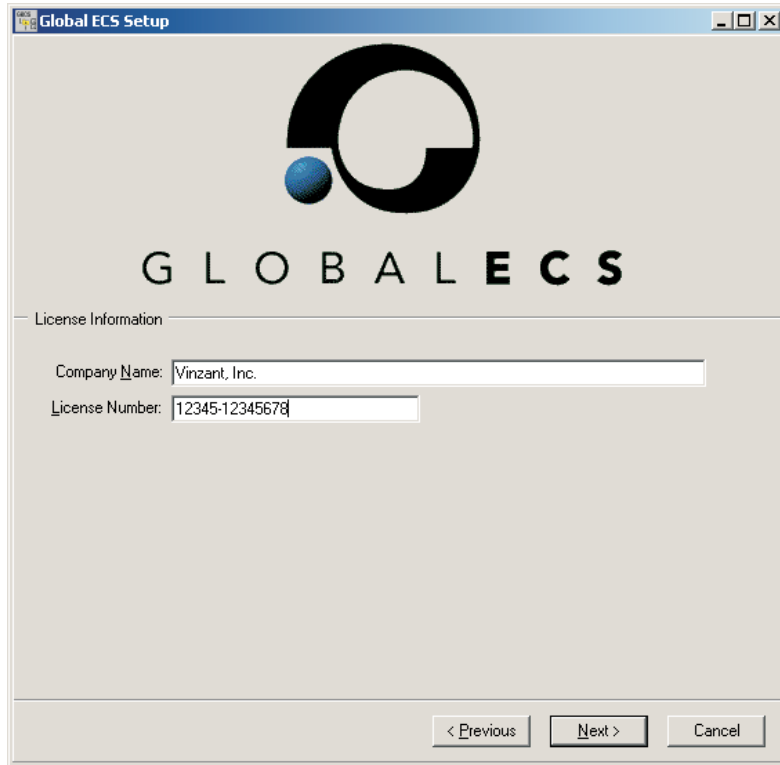 Global ECS Setup
GLOBALECS
License Information
Company Name: Vinzant, Inc.
License Number: 12345-12345678
< Previous Next > Cancel